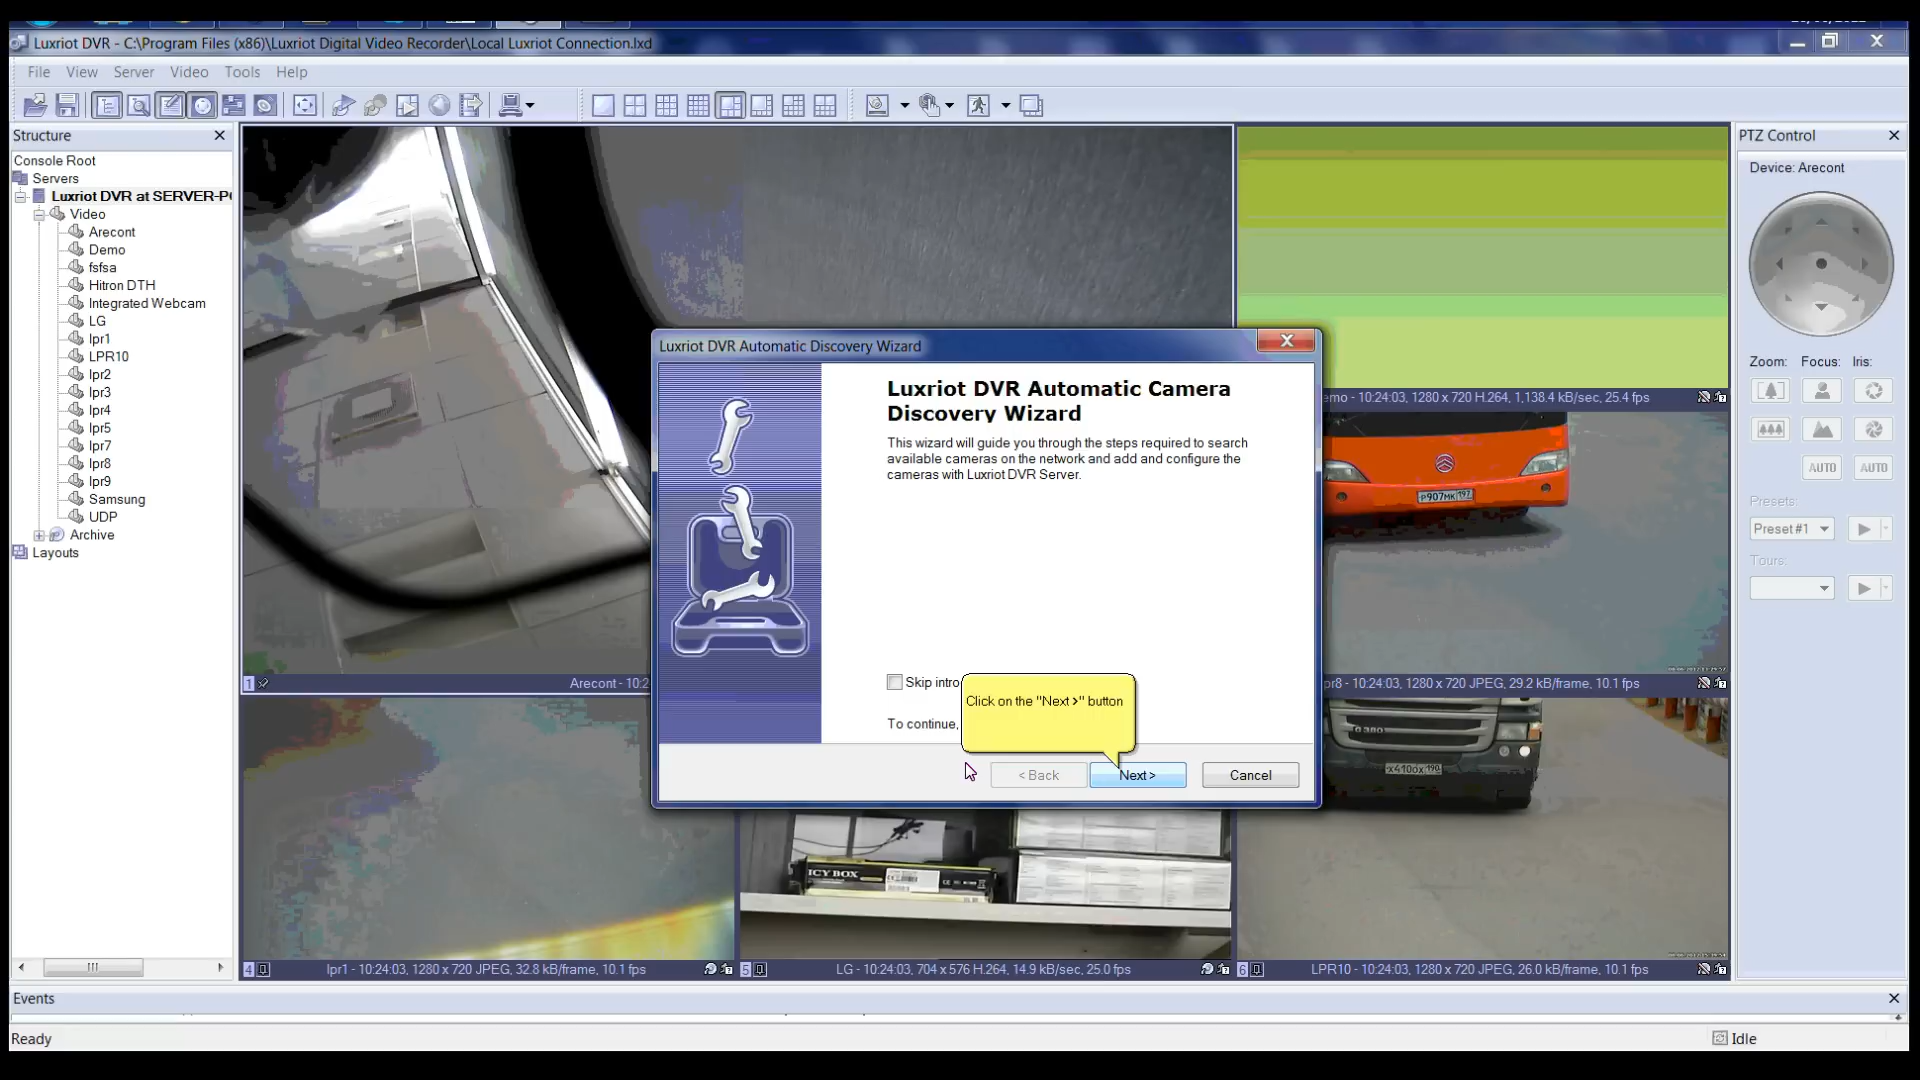 Luxriot DVR - C:\Program Files (x86)\Luxriot Digital Video Recorder\Local Luxriot Connection.lxd
File View Server Video Tools Help
Structure
Console Root
Servers
Luxriot DVR at SERVER-P
Video
Arecont
Demo
fsfsa
Hitron DTH
Integrated Webcam
LG
lpr1
LPR10
lpr2
lpr3
lpr4
lpr5
lpr7
lpr8
lpr9
Samsung
UDP
Archive
Layouts
1
Arecont - 10:2
emo - 10:24:03, 1280 x 720 H.264, 1,138.4 kB/sec, 25.4 fps
P907MK 197
pr8 - 10:24:03, 1280 x 720 JPEG, 29.2 kB/frame, 10.1 fps
Luxriot DVR Automatic Discovery Wizard
Luxriot DVR Automatic Camera
Discovery Wizard
This wizard will guide you through the steps required to search
available cameras on the network and add and configure the
cameras with Luxriot DVR Server.
Skip intro
Click on the "Next >" button
To continue,
< Back
Next >
Cancel
G 380
X410OX 190
ICY BOX
4
lpr1 - 10:24:03, 1280 x 720 JPEG, 32.8 kB/frame, 10.1 fps
5
LG - 10:24:03, 704 x 576 H.264, 14.9 kB/sec, 25.0 fps
6
LPR10 - 10:24:03, 1280 x 720 JPEG, 26.0 kB/frame, 10.1 fps
PTZ Control
Device: Arecont
Zoom: Focus: Iris:
AUTO AUTO
Presets:
Preset #1
Tours:
Events
Ready
Idle